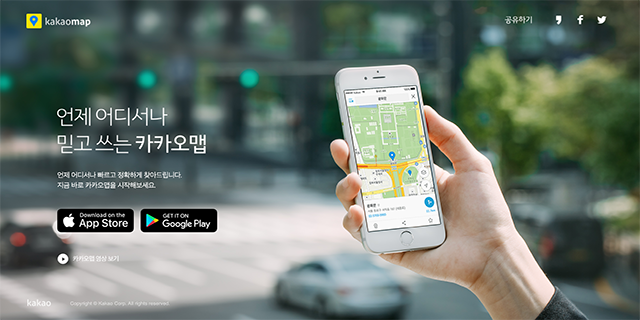 kakaomap
공유하기
언제 어디서나
믿고 쓰는 카카오맵
언제 어디서나 빠르고 정확하게 찾아드립니다.
지금 바로 카카오맵을 시작해보세요.
Download on the
App Store
GET IT ON
Google Play
카카오맵 영상 보기
kakao
Copyright © Kakao Corp. All rights reserved.